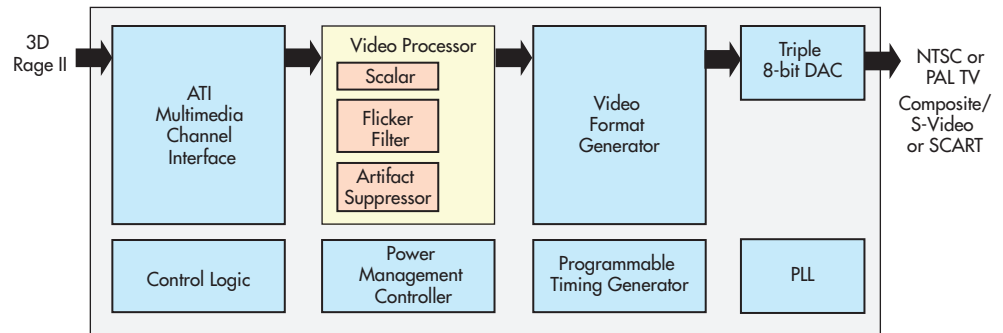 3D
Rage II
ATI
Multimedia
Channel
Interface
Video Processor
Scalar
Flicker
Filter
Artifact
Suppressor
Video
Format
Generator
Triple
8-bit DAC
NTSC or
PAL TV
Composite/
S-Video
or SCART
Control Logic
Power
Management
Controller
Programmable
Timing Generator
PLL